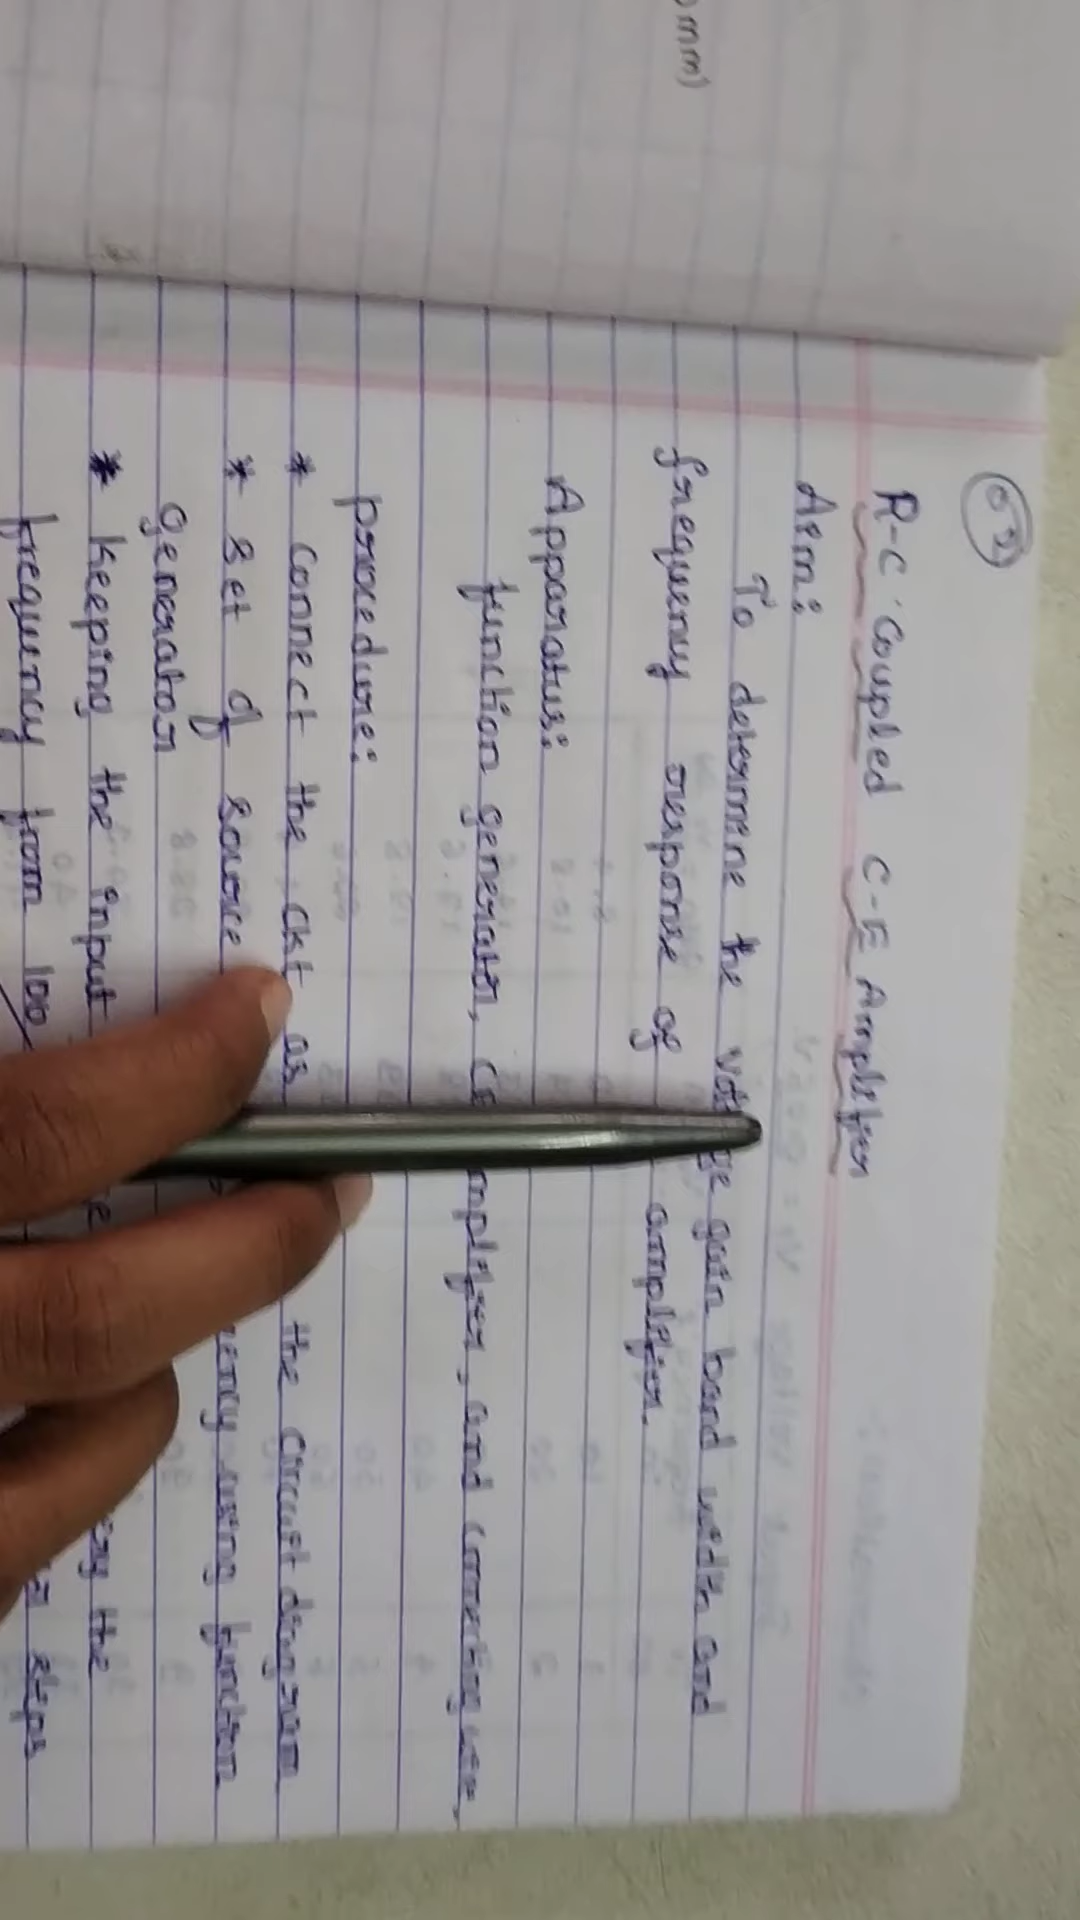 mm)
02
R-C Coupled C-E Amplifier
Aim:
To determine the voltage gain band width and
frequency response of amplifier.
Apparatus:
function generator, amplifier, and connecting
procedure:
* connect the ckt as the circuit diagram
* set of source using function
generator
* keeping the input the
frequency from 100 steps